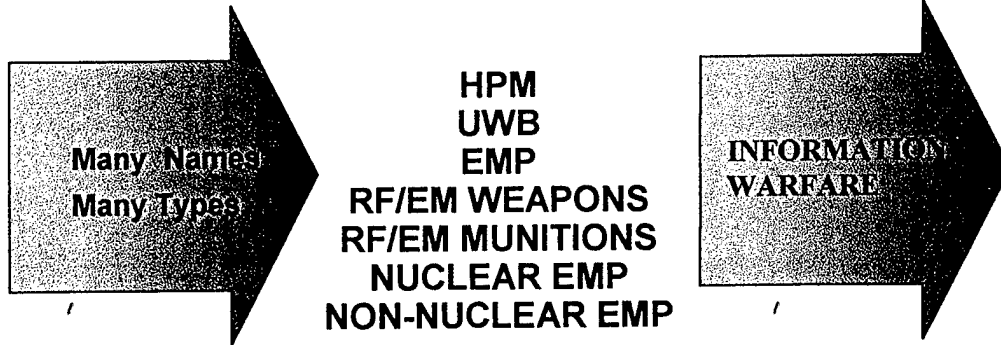 Many Names
Many Types
HPM
UWB
EMP
RF/EM WEAPONS
RF/EM MUNITIONS
NUCLEAR EMP
NON-NUCLEAR EMP
INFORMATION
WARFARE